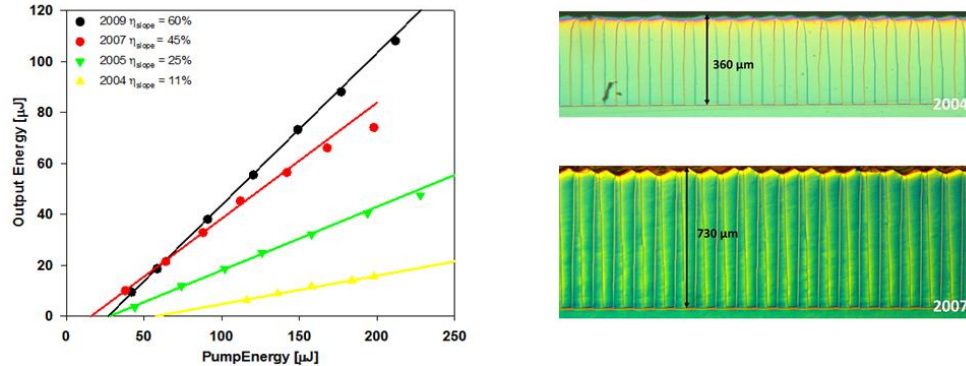 120
100
80
60
40
20
0
Output Energy [µJ]
2009 ηslope = 60%
2007 ηslope = 45%
2005 ηslope = 25%
2004 ηslope = 11%
0 50 100 150 200 250
PumpEnergy [µJ]
360 µm
2004
730 µm
2007